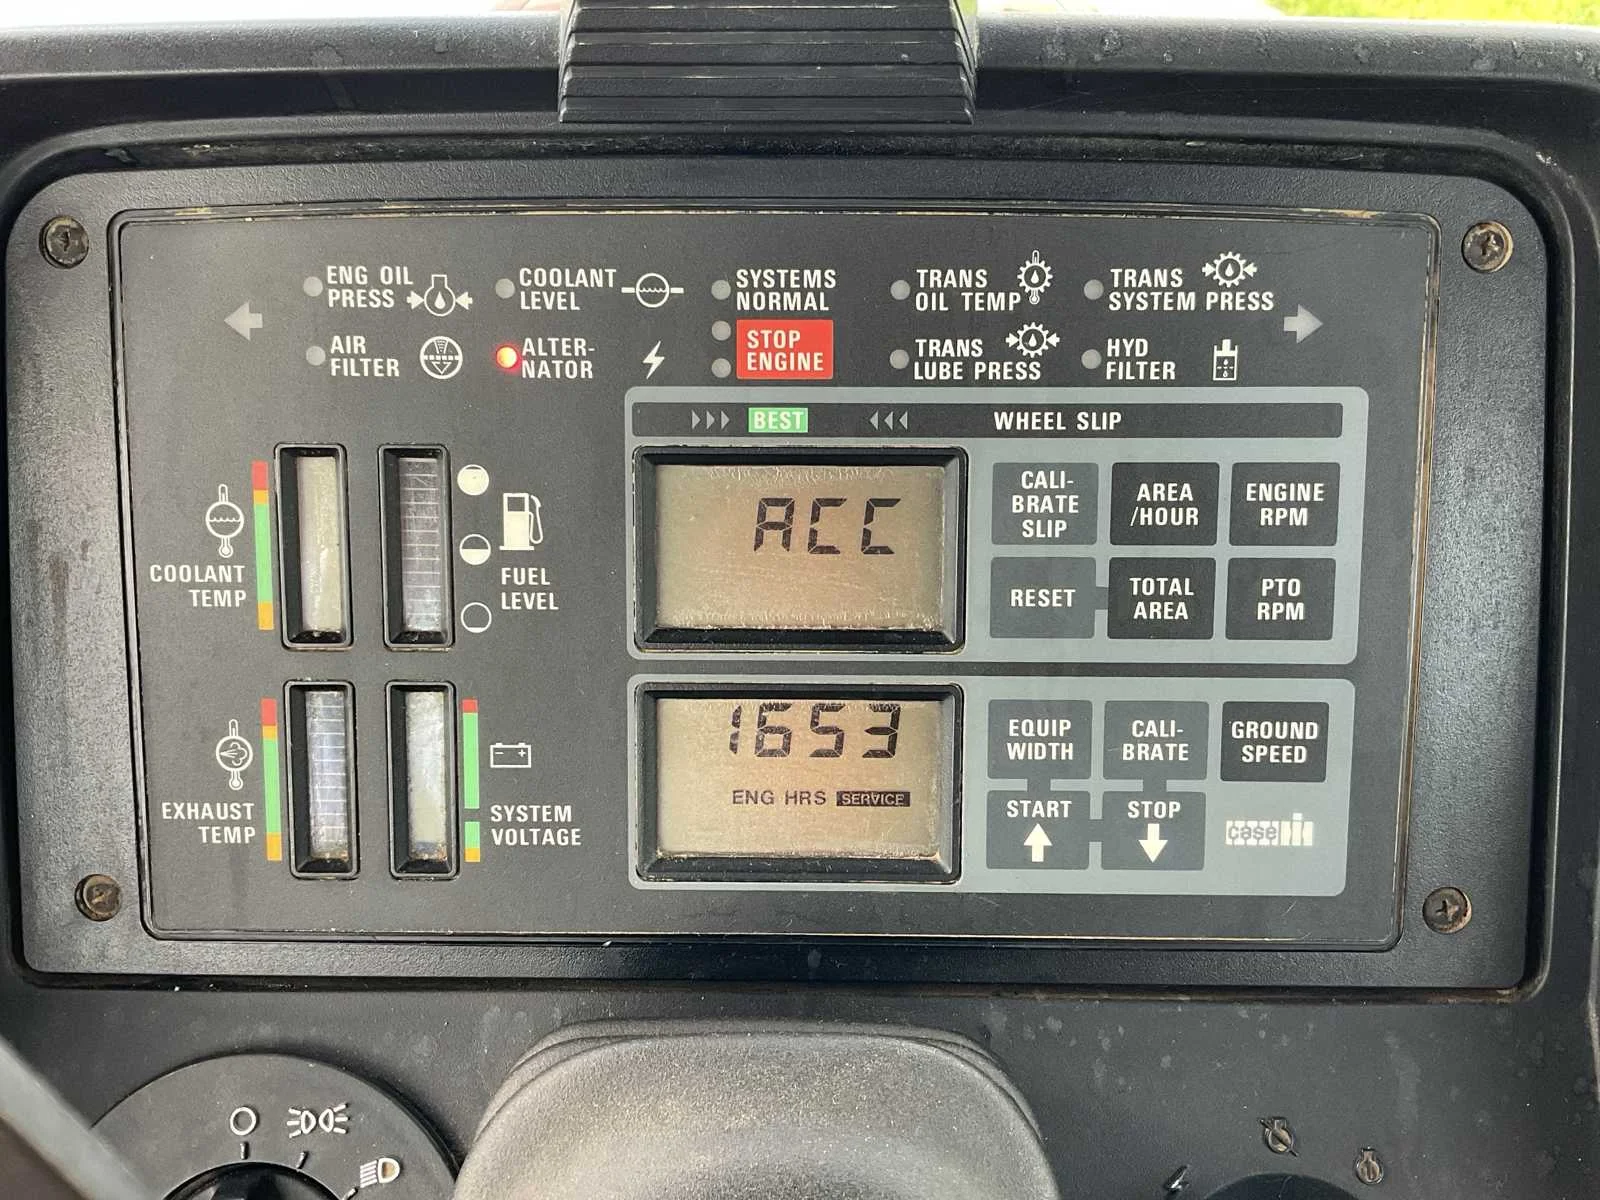 ENG OIL
PRESS
COOLANT
LEVEL
SYSTEMS
NORMAL
TRANS
OIL TEMP
TRANS
SYSTEM PRESS
AIR
FILTER
ALTER-
NATOR
STOP
ENGINE
TRANS
LUBE PRESS
HYD
FILTER
BEST
WHEEL SLIP
COOLANT
TEMP
FUEL
LEVEL
ACC
CALI-
BRATE
SLIP
AREA
/HOUR
ENGINE
RPM
RESET
TOTAL
AREA
PTO
RPM
EXHAUST
TEMP
SYSTEM
VOLTAGE
1653
ENG HRS SERVICE
EQUIP
WIDTH
CALI-
BRATE
GROUND
SPEED
START
STOP
case IH